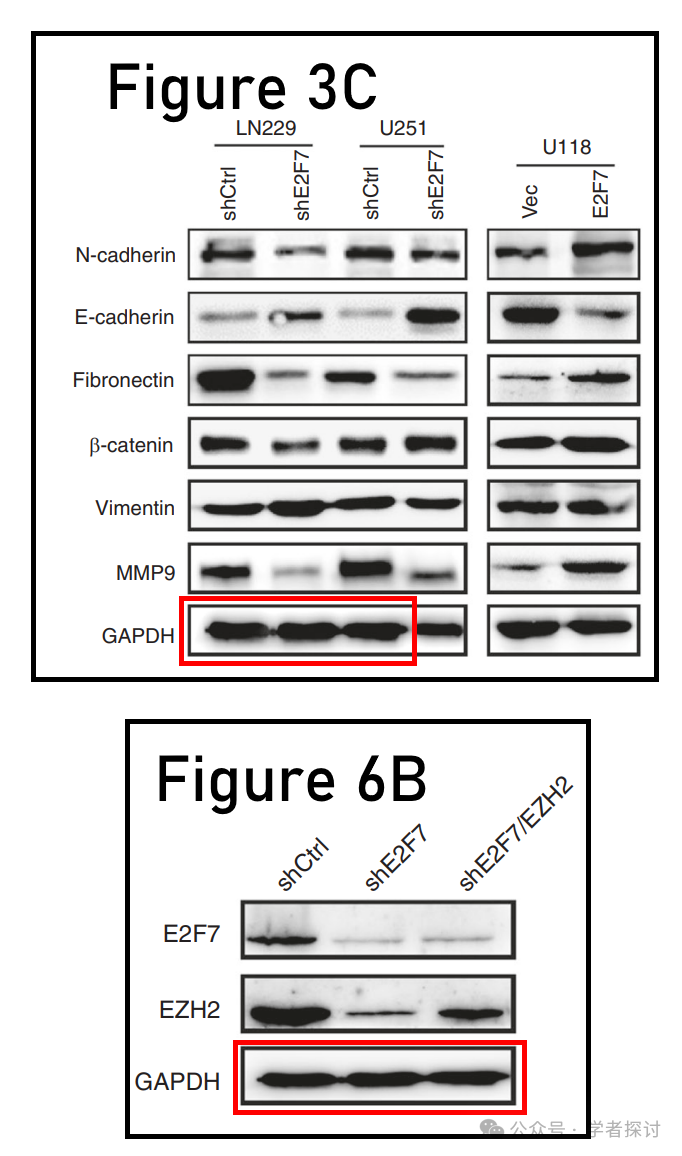 Figure 3C
LN229 U251 U118
shCtrl shE2F7 shCtrl shE2F7 Vec E2F7
N-cadherin
E-cadherin
Fibronectin
β-catenin
Vimentin
MMP9
GAPDH
Figure 6B
shCtrl shE2F7 shE2F7/EZH2
E2F7
EZH2
GAPDH
公众号 · 学者探讨